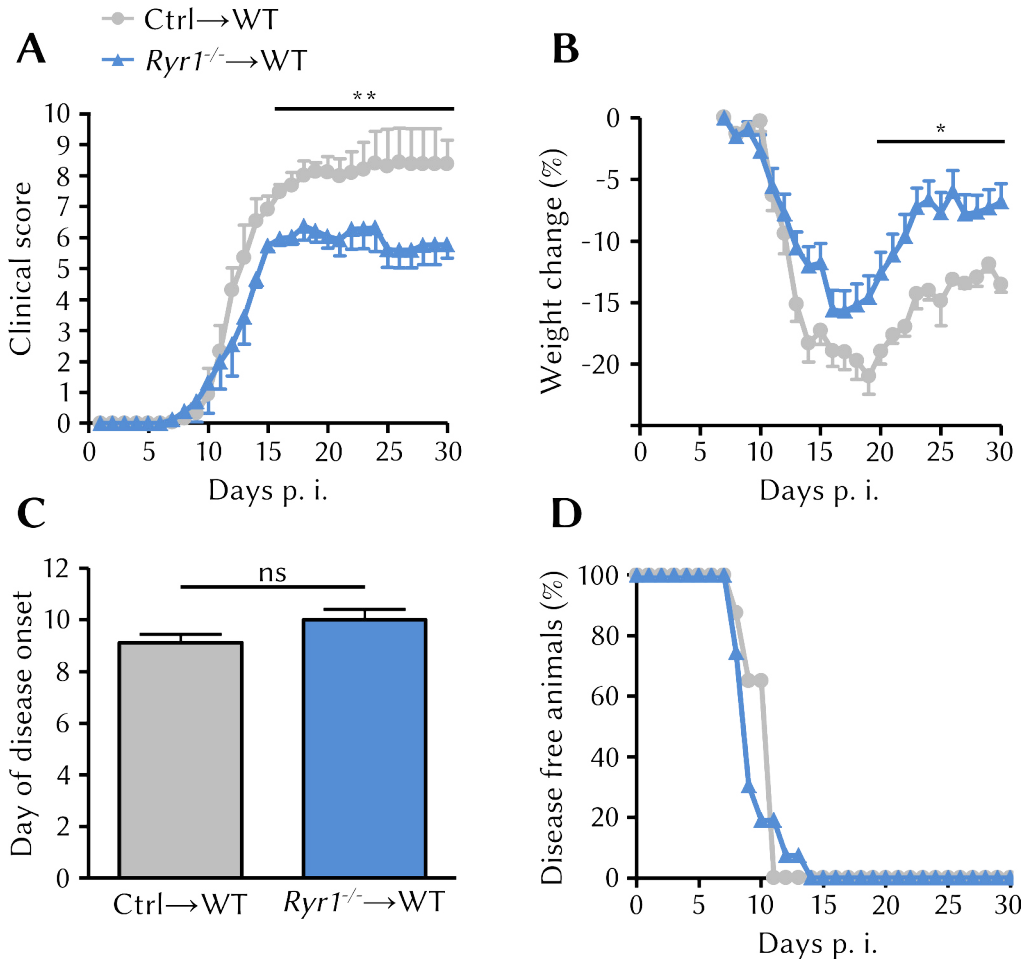 Ctrl→WT
Ryr1-/-→WT
A
**
Clinical score
10
9
8
7
6
5
4
3
2
1
0
0 5 10 15 20 25 30
Days p. i.
B
*
Weight change (%)
0
-5
-10
-15
-20
0 5 10 15 20 25 30
Days p. i.
C
ns
Day of disease onset
12
10
8
6
4
2
0
Ctrl→WT Ryr1-/-→WT
D
Disease free animals (%)
100
80
60
40
20
0
0 5 10 15 20 25 30
Days p. i.